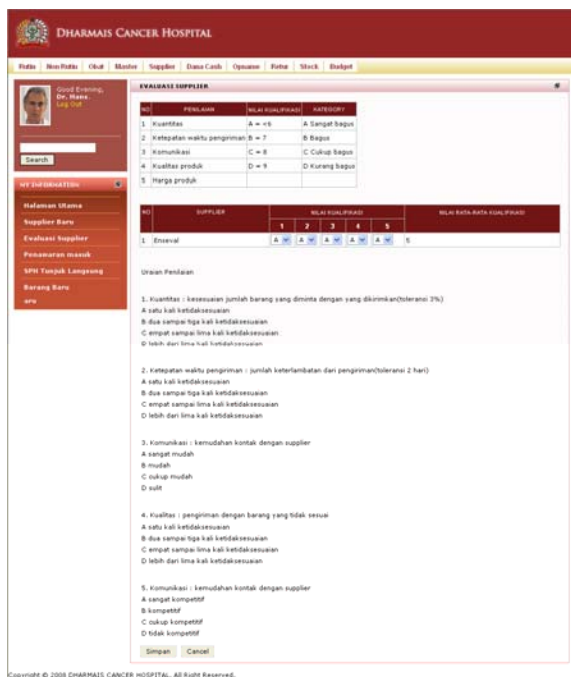 DHARMAIS CANCER HOSPITAL
Rutin Non Rutin Obat Master Supplier Dana Cash Opname Retur Stock Budget
Good Evening,
Dr. Hans.
Log Out
Search
MY INFORMATION
Halaman Utama
Supplier Baru
Evaluasi Supplier
Penawaran masuk
SPH Tunjuk Langsung
Barang Baru
aro
EVALUASI SUPPLIER
NO PENILAIAN NILAI KUALIFIKASI KATEGORY
1 Kuantitas A = <6 A Sangat bagus
2 Ketepatan waktu pengiriman B = 7 B Bagus
3 Komunikasi C = 8 C Cukup bagus
4 Kualitas produk D = 9 D Kurang bagus
5 Harga produk
NO SUPPLIER NILAI KUALIFIKASI NILAI RATA-RATA KUALIFIKASI
1 2 3 4 5
1 Enseval A A A A A 5
Uraian Penilaian
1. Kuantitas : kesesuaian jumlah barang yang diminta dengan yang dikirimkan(toleransi 3%)
A satu kali ketidaksesuaian
B dua sampai tiga kali ketidaksesuaian
C empat sampai lima kali ketidaksesuaian
D lebih dari lima kali ketidaksesuaian
2. Ketepatan waktu pengiriman : jumlah keterlambatan dari pengiriman(toleransi 2 hari)
A satu kali ketidaksesuaian
B dua sampai tiga kali ketidaksesuaian
C empat sampai lima kali ketidaksesuaian
D lebih dari lima kali ketidaksesuaian
3. Komunikasi : kemudahan kontak dengan supplier
A sangat mudah
B mudah
C cukup mudah
D sulit
4. Kualitas : pengiriman dengan barang yang tidak sesuai
A satu kali ketidaksesuaian
B dua sampai tiga kali ketidaksesuaian
C empat sampai lima kali ketidaksesuaian
D lebih dari lima kali ketidaksesuaian
5. Komunikasi : kemudahan kontak dengan supplier
A sangat kompetitif
B kompetitif
C cukup kompetitif
D tidak kompetitif
Simpan Cancel
Copyright © 2008 DHARMAIS CANCER HOSPITAL. All Right Reserved.